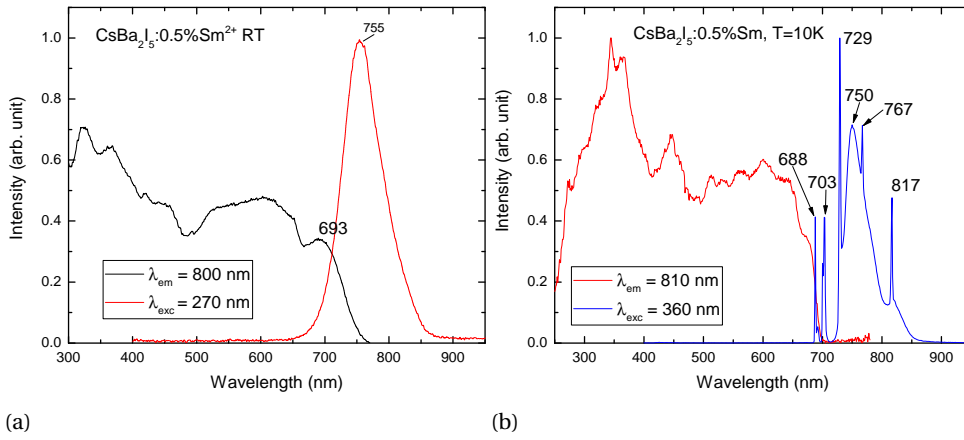 CsBa₂I₅:0.5%Sm²⁺ RT
755
693
λem = 800 nm
λexc = 270 nm
Intensity (arb. unit)
0.0
0.2
0.4
0.6
0.8
1.0
300 400 500 600 700 800 900
Wavelength (nm)
(a)
CsBa₂I₅:0.5%Sm, T=10K
729
750
767
688
703
817
λem = 810 nm
λexc = 360 nm
Intensity (arb. unit)
0.0
0.2
0.4
0.6
0.8
1.0
300 400 500 600 700 800 900
Wavelength (nm)
(b)